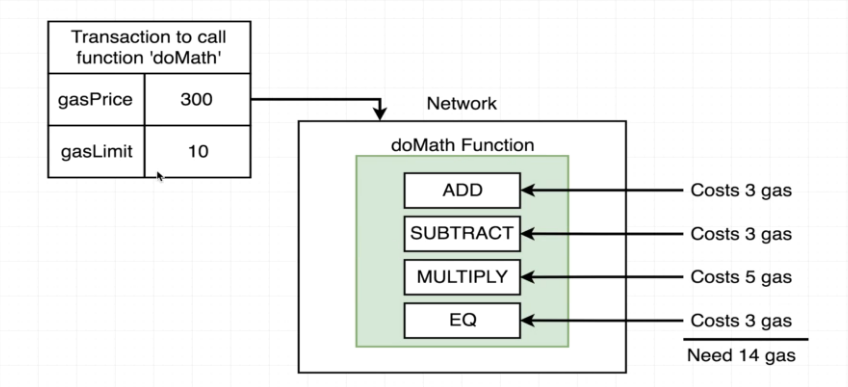 Transaction to call
function 'doMath'
gasPrice 300
gasLimit 10
Network
doMath Function
ADD Costs 3 gas
SUBTRACT Costs 3 gas
MULTIPLY Costs 5 gas
EQ Costs 3 gas
Need 14 gas